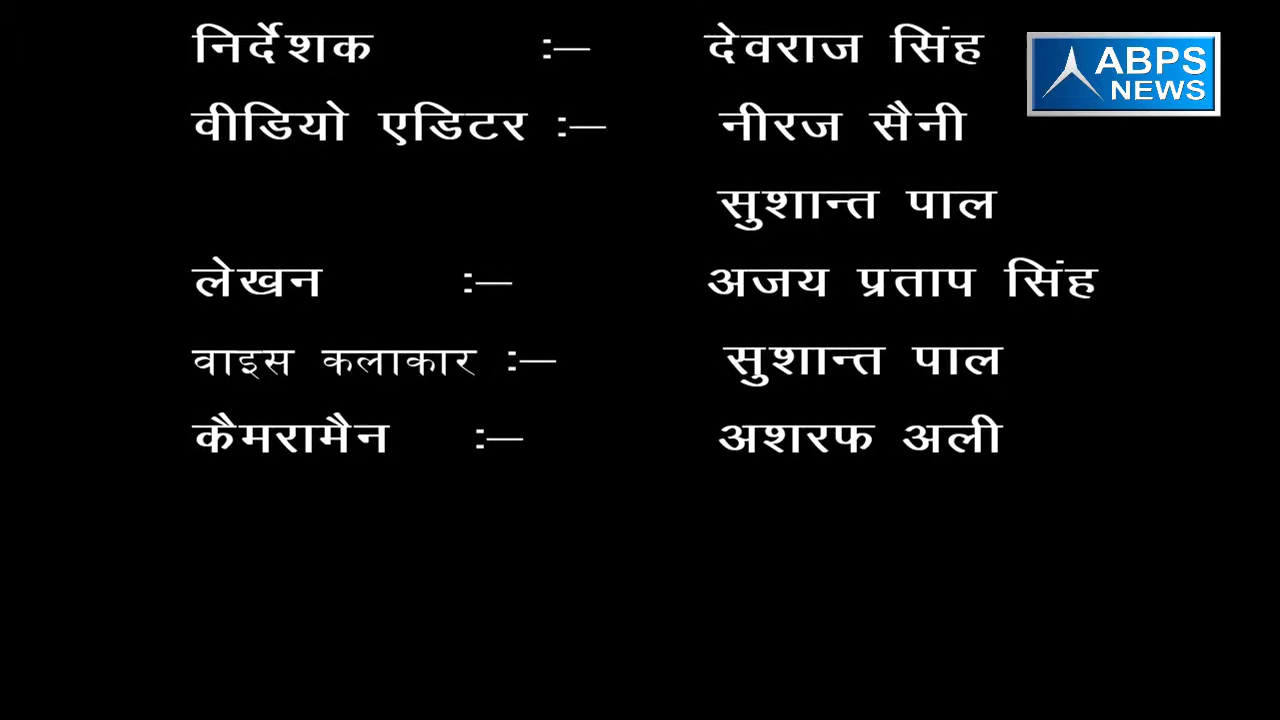 निर्देशक :— देवराज सिंह
ABPS
NEWS
वीडियो एडिटर :— नीरज सैनी
सुशान्त पाल
लेखन :— अजय प्रताप सिंह
वाइस कलाकार :— सुशान्त पाल
कैमरामैन :— अशरफ अली